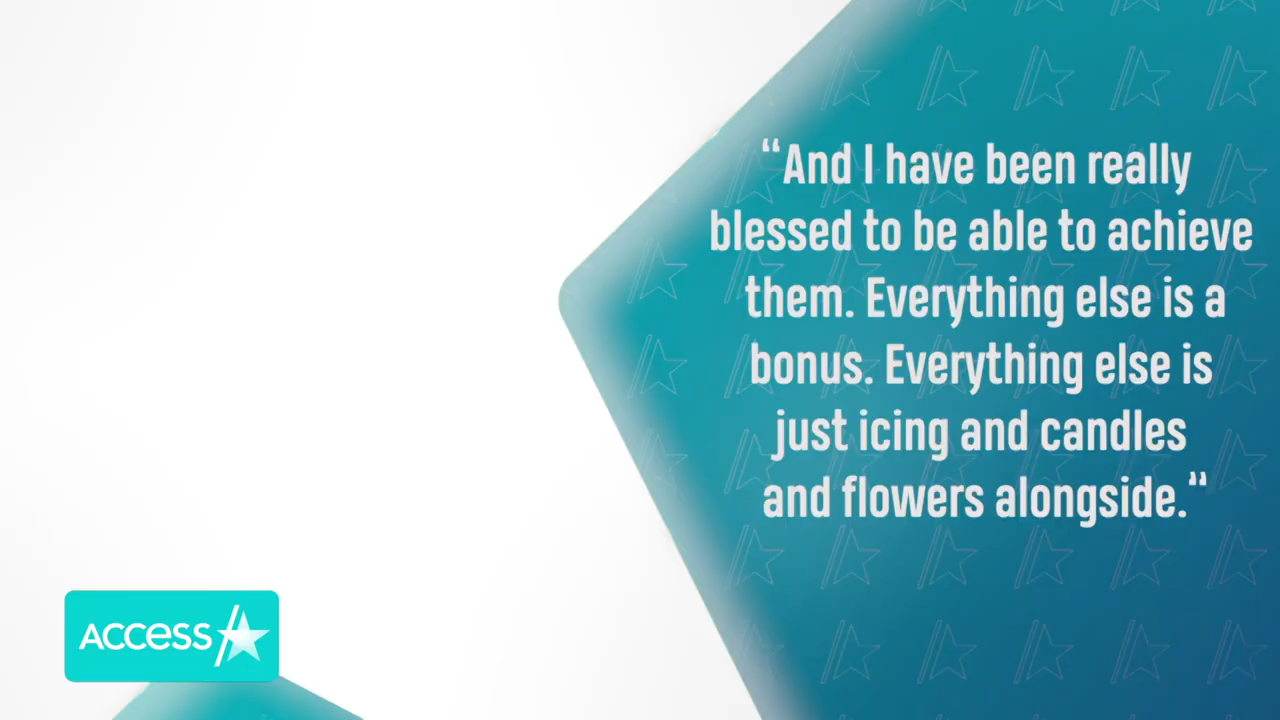 “And I have been really
blessed to be able to achieve
them. Everything else is a
bonus. Everything else is
just icing and candles
and flowers alongside.”
ACCESS